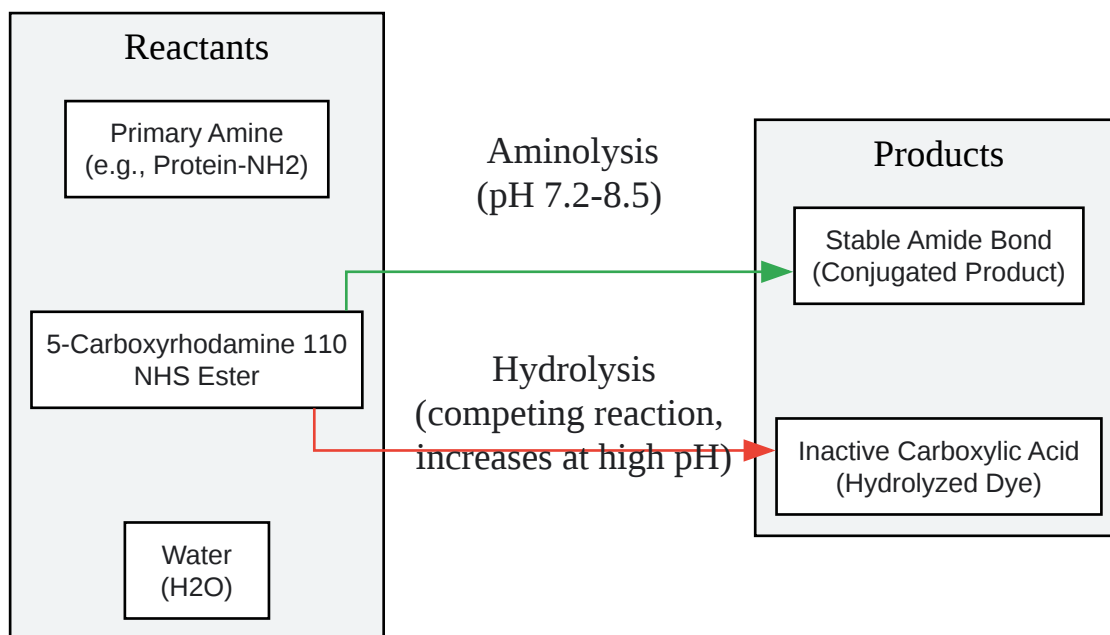 Reactants
Primary Amine
(e.g., Protein-NH2)
5-Carboxyrhodamine 110
NHS Ester
Water
(H2O)
Aminolysis
(pH 7.2-8.5)
Hydrolysis
(competing reaction,
increases at high pH)
Products
Stable Amide Bond
(Conjugated Product)
Inactive Carboxylic Acid
(Hydrolyzed Dye)